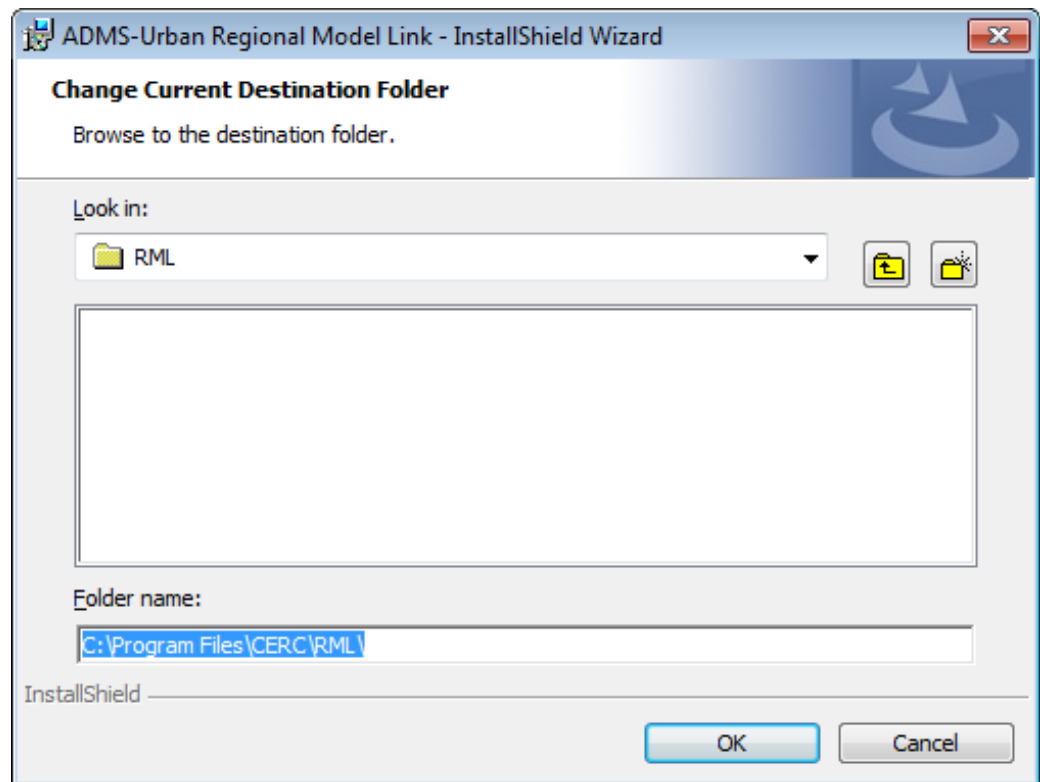 ADMS-Urban Regional Model Link - InstallShield Wizard
Change Current Destination Folder
Browse to the destination folder.
Look in:
RML
Folder name:
C:\Program Files\CERC\RML\
InstallShield
OK Cancel